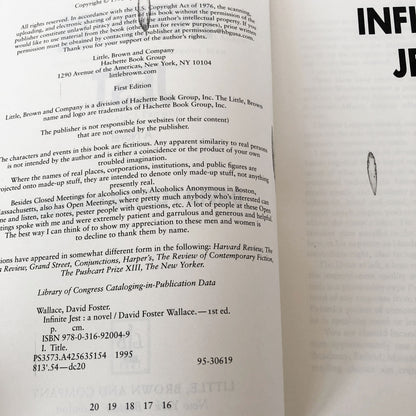 Copyright ©
All rights reserved. In accordance with the U.S. Copyright Act of 1976, the scanning,
uploading, and electronic sharing of any part of this book without the permission of the
publisher constitute unlawful piracy and theft of the author's intellectual property. If you
would like to use material from the book (other than for review purposes), prior written
permission must be obtained by contacting the publisher at permissions@hbgusa.com.
Thank you for your support of the author's rights.
Little, Brown and Company
Hachette Book Group
1290 Avenue of the Americas, New York, NY 10104
littlebrown.com
First Edition
Little, Brown and Company is a division of Hachette Book Group, Inc. The Little, Brown
name and logo are trademarks of Hachette Book Group, Inc.
The publisher is not responsible for websites (or their content)
that are not owned by the publisher.
The characters and events in this book are fictitious. Any apparent similarity to real persons
is not intended by the author and is either a coincidence or the product of your own
troubled imagination.
Where the names of real places, corporations, institutions, and public figures are
projected onto made-up stuff, they are intended to denote only made-up stuff, not anything
presently real.
Besides Closed Meetings for alcoholics only, Alcoholics Anonymous in Boston,
Massachusetts, also has Open Meetings, where pretty much anybody who's interested can
come and listen, take notes, pester people with questions, etc. A lot of people at these Open
Meetings spoke with me and were extremely patient and garrulous and generous and helpful.
The best way I can think of to show my appreciation to these men and women is
to decline to thank them by name.
tions have appeared in somewhat different form in the following: Harvard Review, The
Review, Grand Street, Conjunctions, Harper's, The Review of Contemporary Fiction,
The Pushcart Prize XIII, The New Yorker.
Library of Congress Cataloging-in-Publication Data
Wallace, David Foster.
Infinite Jest : a novel / David Foster Wallace.—1st ed.
p. cm.
ISBN 978-0-316-92004-9
I. Title.
PS3573.A425635I54 1995
813'.54—dc20 95-30619
20 19 18 17 16
INFI
JE